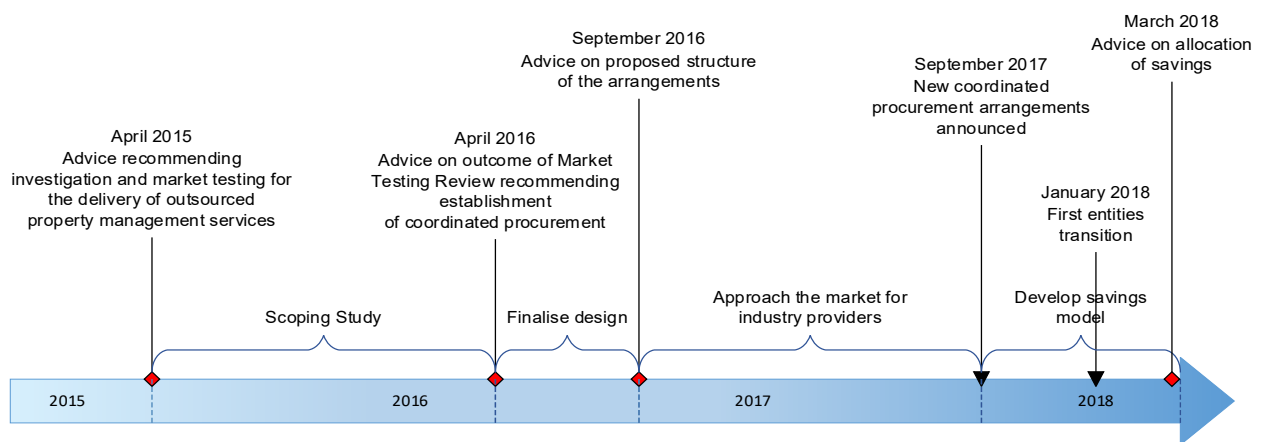 April 2015
Advice recommending
investigation and market testing for
the delivery of outsourced
property management services
April 2016
Advice on outcome of Market
Testing Review recommending
establishment
of coordinated procurement
September 2016
Advice on proposed structure
of the arrangements
September 2017
New coordinated
procurement arrangements
announced
January 2018
First entities
transition
March 2018
Advice on allocation
of savings
Scoping Study
Finalise design
Approach the market for
industry providers
Develop savings
model
2015
2016
2017
2018